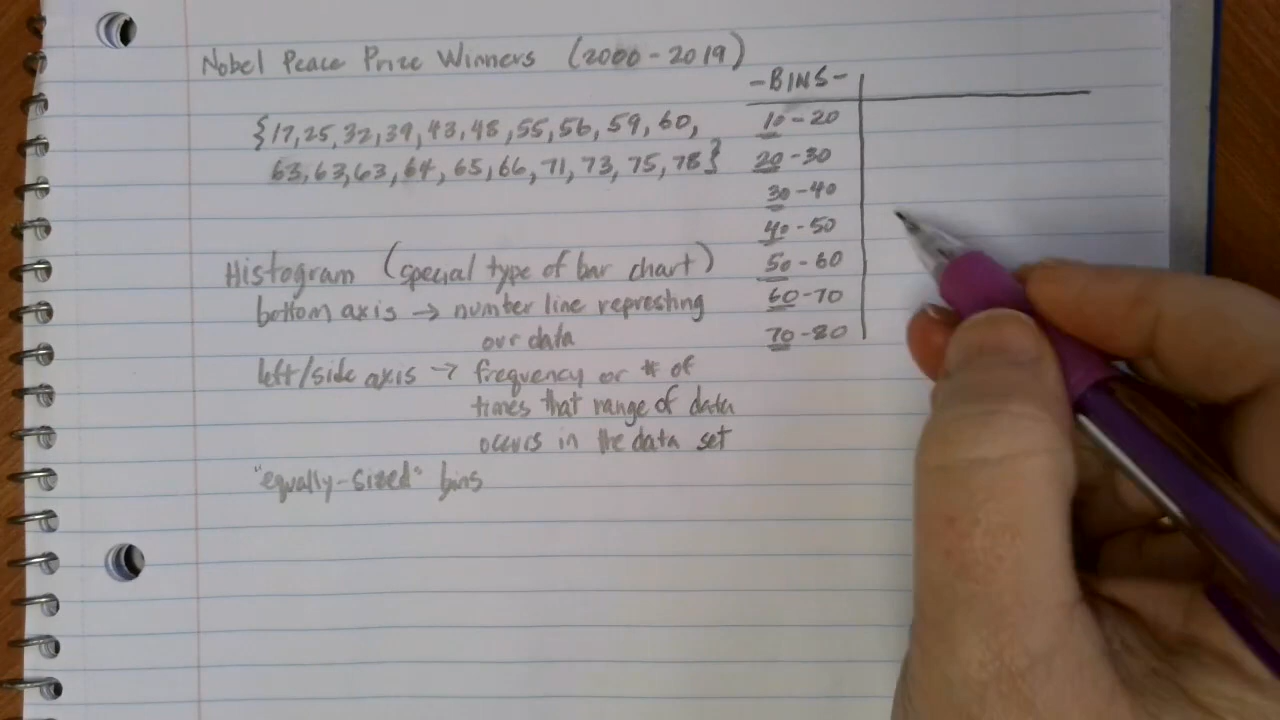 Nobel Peace Prize Winners (2000-2019)
{17,25,32,39,43,48,55,56,59,60,
63,63,63,64,65,66,71,73,75,78}
-BINS-
10-20
20-30
30-40
40-50
50-60
60-70
70-80
Histogram (special type of bar chart)
bottom axis → number line represting
our data
left/side axis → frequency or # of
times that range of data
occurs in the data set
"equally-sized" bins